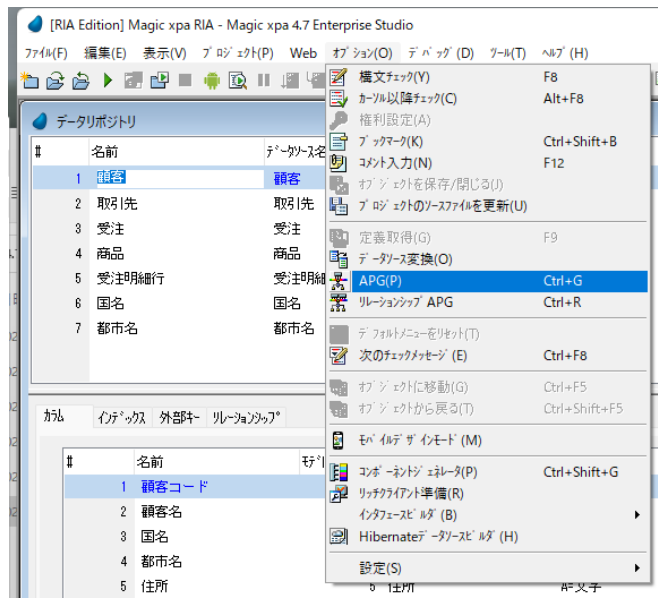 [RIA Edition] Magic xpa RIA - Magic xpa 4.7 Enterprise Studio
ﾌｧｲﾙ(F) 編集(E) 表示(V) ﾌﾟﾛｼﾞｪｸﾄ(P) Web ｵﾌﾟｼｮﾝ(O) ﾃﾞﾊﾞｯｸﾞ(D) ﾂｰﾙ(T) ﾍﾙﾌﾟ(H)
構文ﾁｪｯｸ(Y) F8
ｶｰｿﾙ以降ﾁｪｯｸ(C) Alt+F8
権利設定(A)
ﾌﾞｯｸﾏｰｸ(K) Ctrl+Shift+B
ｺﾒﾝﾄ入力(N) F12
ｵﾌﾞｼﾞｪｸﾄを保存/閉じる(J)
ﾌﾟﾛｼﾞｪｸﾄのｿｰｽﾌｧｲﾙを更新(U)
定義取得(G) F9
ﾃﾞｰﾀｿｰｽ変換(O)
APG(P) Ctrl+G
ﾘﾚｰｼｮﾝｼｯﾌﾟ APG Ctrl+R
ﾃﾞﾌｫﾙﾄﾒﾆｭｰをﾘｾｯﾄ(T)
次のﾁｪｯｸﾒｯｾｰｼﾞ(E) Ctrl+F8
ｵﾌﾞｼﾞｪｸﾄに移動(G) Ctrl+F5
ｵﾌﾞｼﾞｪｸﾄから戻る(T) Ctrl+Shift+F5
ﾓﾊﾞｲﾙﾃﾞｻﾞｲﾝﾓｰﾄﾞ(M)
ｺﾝﾎﾟｰﾈﾝﾄｼﾞｪﾈﾚｰﾀ(P) Ctrl+Shift+G
ﾘｯﾁｸﾗｲｱﾝﾄ準備(R)
ｲﾝﾀﾌｪｰｽﾋﾞﾙﾀﾞ(B)
Hibernateﾃﾞｰﾀｿｰｽﾋﾞﾙﾀﾞ(H)
設定(S)
ﾃﾞｰﾀﾘﾎﾟｼﾞﾄﾘ
# 名前 ﾃﾞｰﾀｿｰｽ名
1 顧客 顧客
2 取引先 取引先
3 受注 受注
4 商品 商品
5 受注明細行 受注明細
6 国名 国名
7 都市名 都市名
ｶﾗﾑ ｲﾝﾃﾞｯｸｽ 外部ｷｰ ﾘﾚｰｼｮﾝｼｯﾌﾟ
# 名前 ﾓﾃﾞﾙ
1 顧客コード
2 顧客名
3 国名
4 都市名
5 住所 5 住所 A=文字